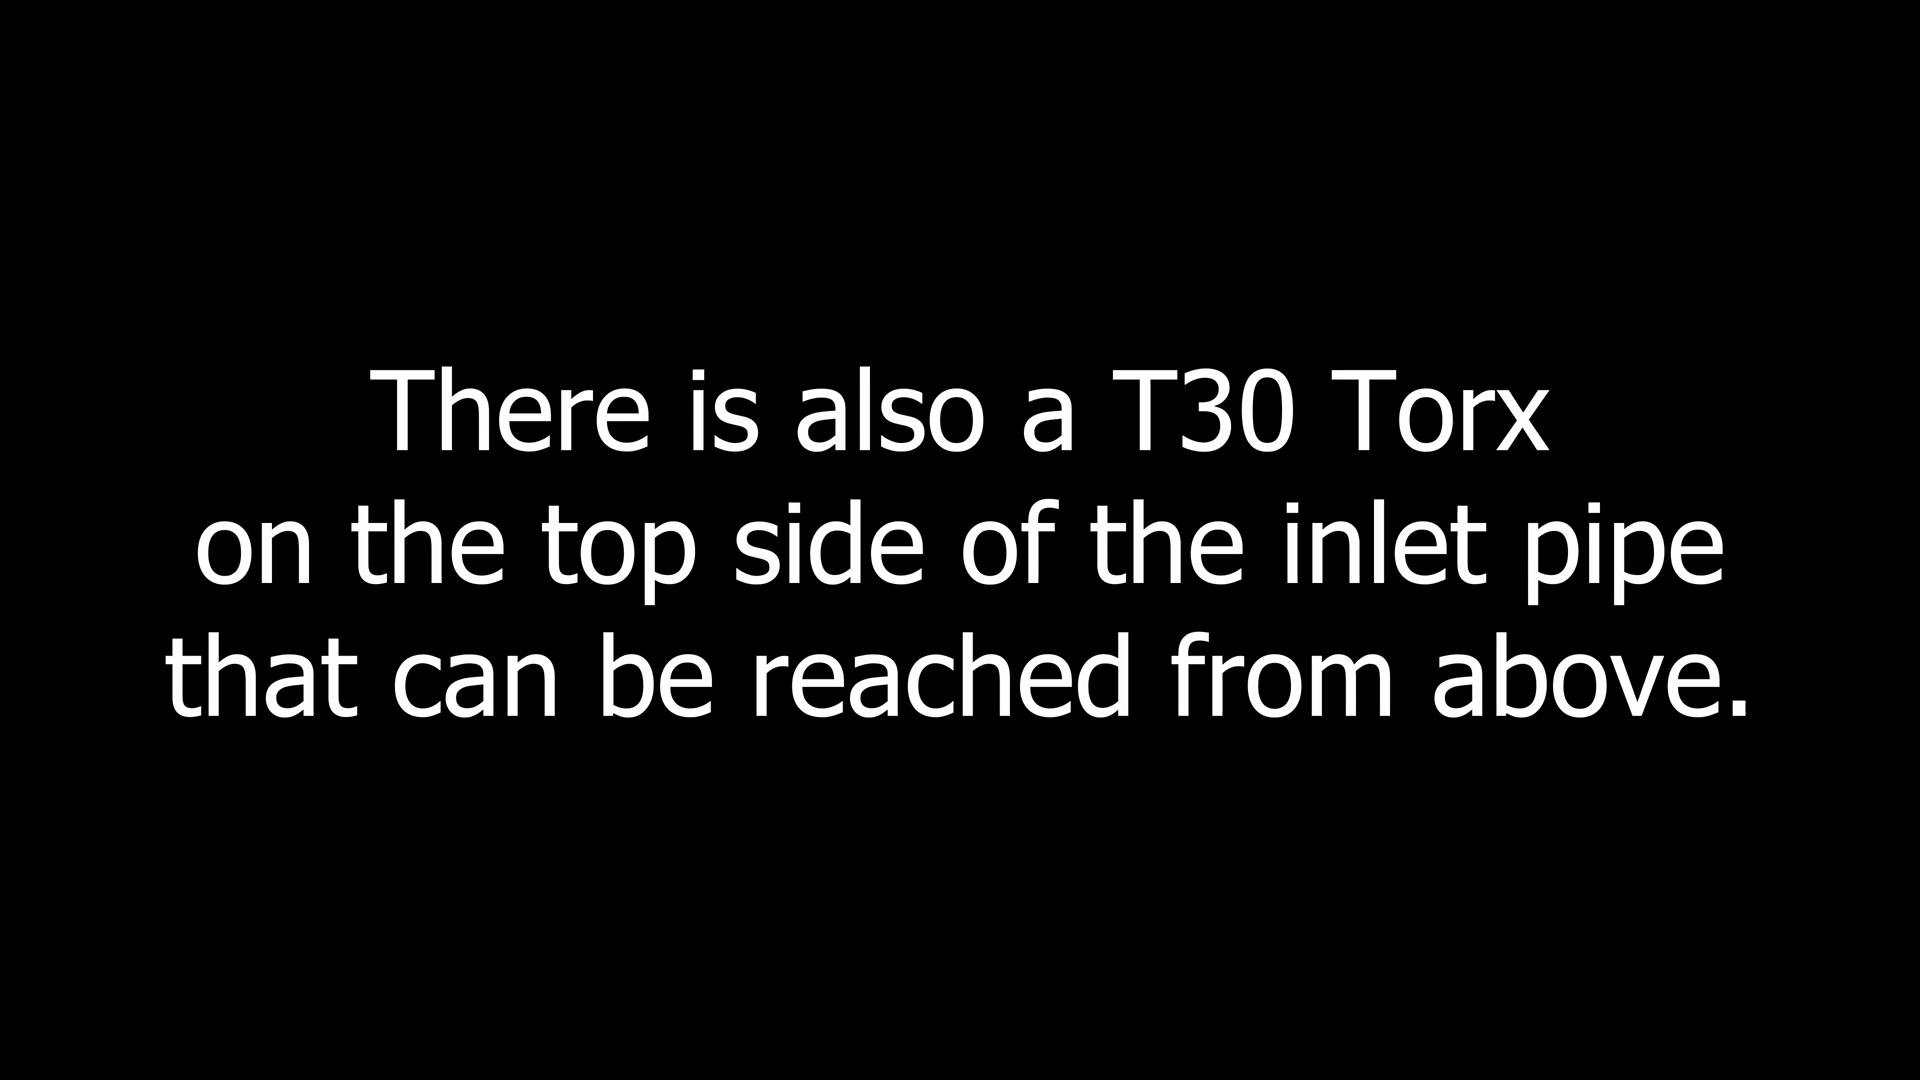 There is also a T30 Torx
on the top side of the inlet pipe
that can be reached from above.